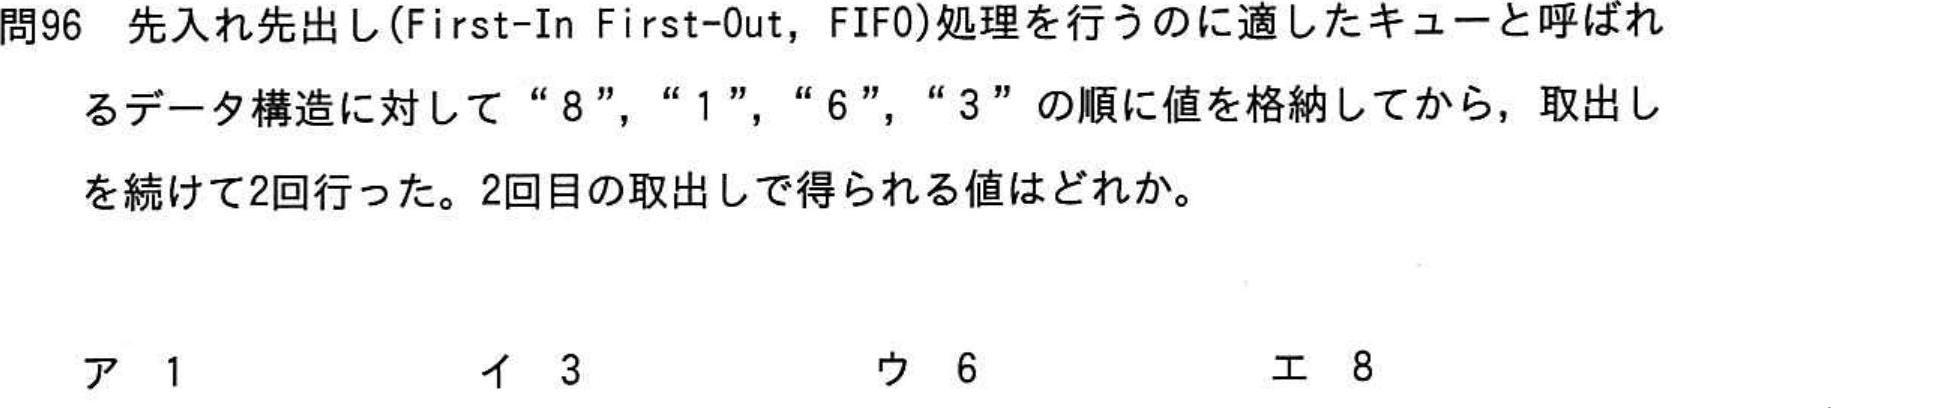 問96　先入れ先出し(First-In First-Out, FIFO)処理を行うのに適したキューと呼ばれ
るデータ構造に対して“8”，“1”，“6”，“3”の順に値を格納してから，取出し
を続けて2回行った。2回目の取出しで得られる値はどれか。
ア　1　イ　3　ウ　6　エ　8